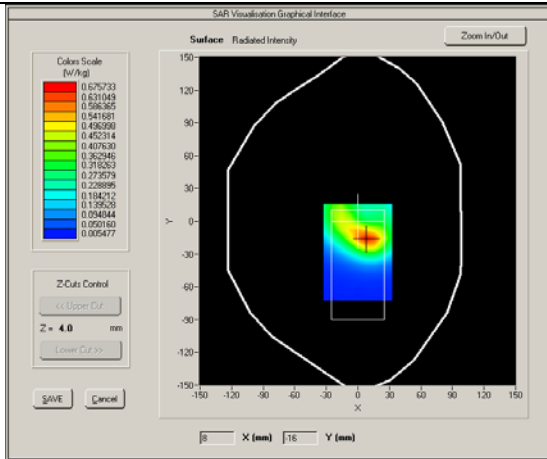 SAR Visualisation Graphical Interface
Surface Radiated Intensity
Zoom In/Out
Colors Scale
(W/kg)
0.675733
0.631049
0.586365
0.541681
0.496998
0.452314
0.407630
0.362946
0.318263
0.273579
0.228895
0.184212
0.139528
0.094844
0.050160
0.005477
Z-Cuts Control
<< Upper Cut
Z = 4.0 mm
Lower Cut >>
SAVE Cancel
150
120
90
60
30
0
-30
-60
-90
-120
-150
Y
-150 -120 -90 -60 -30 0 30 60 90 120 150
X
8 X (mm) -16 Y (mm)